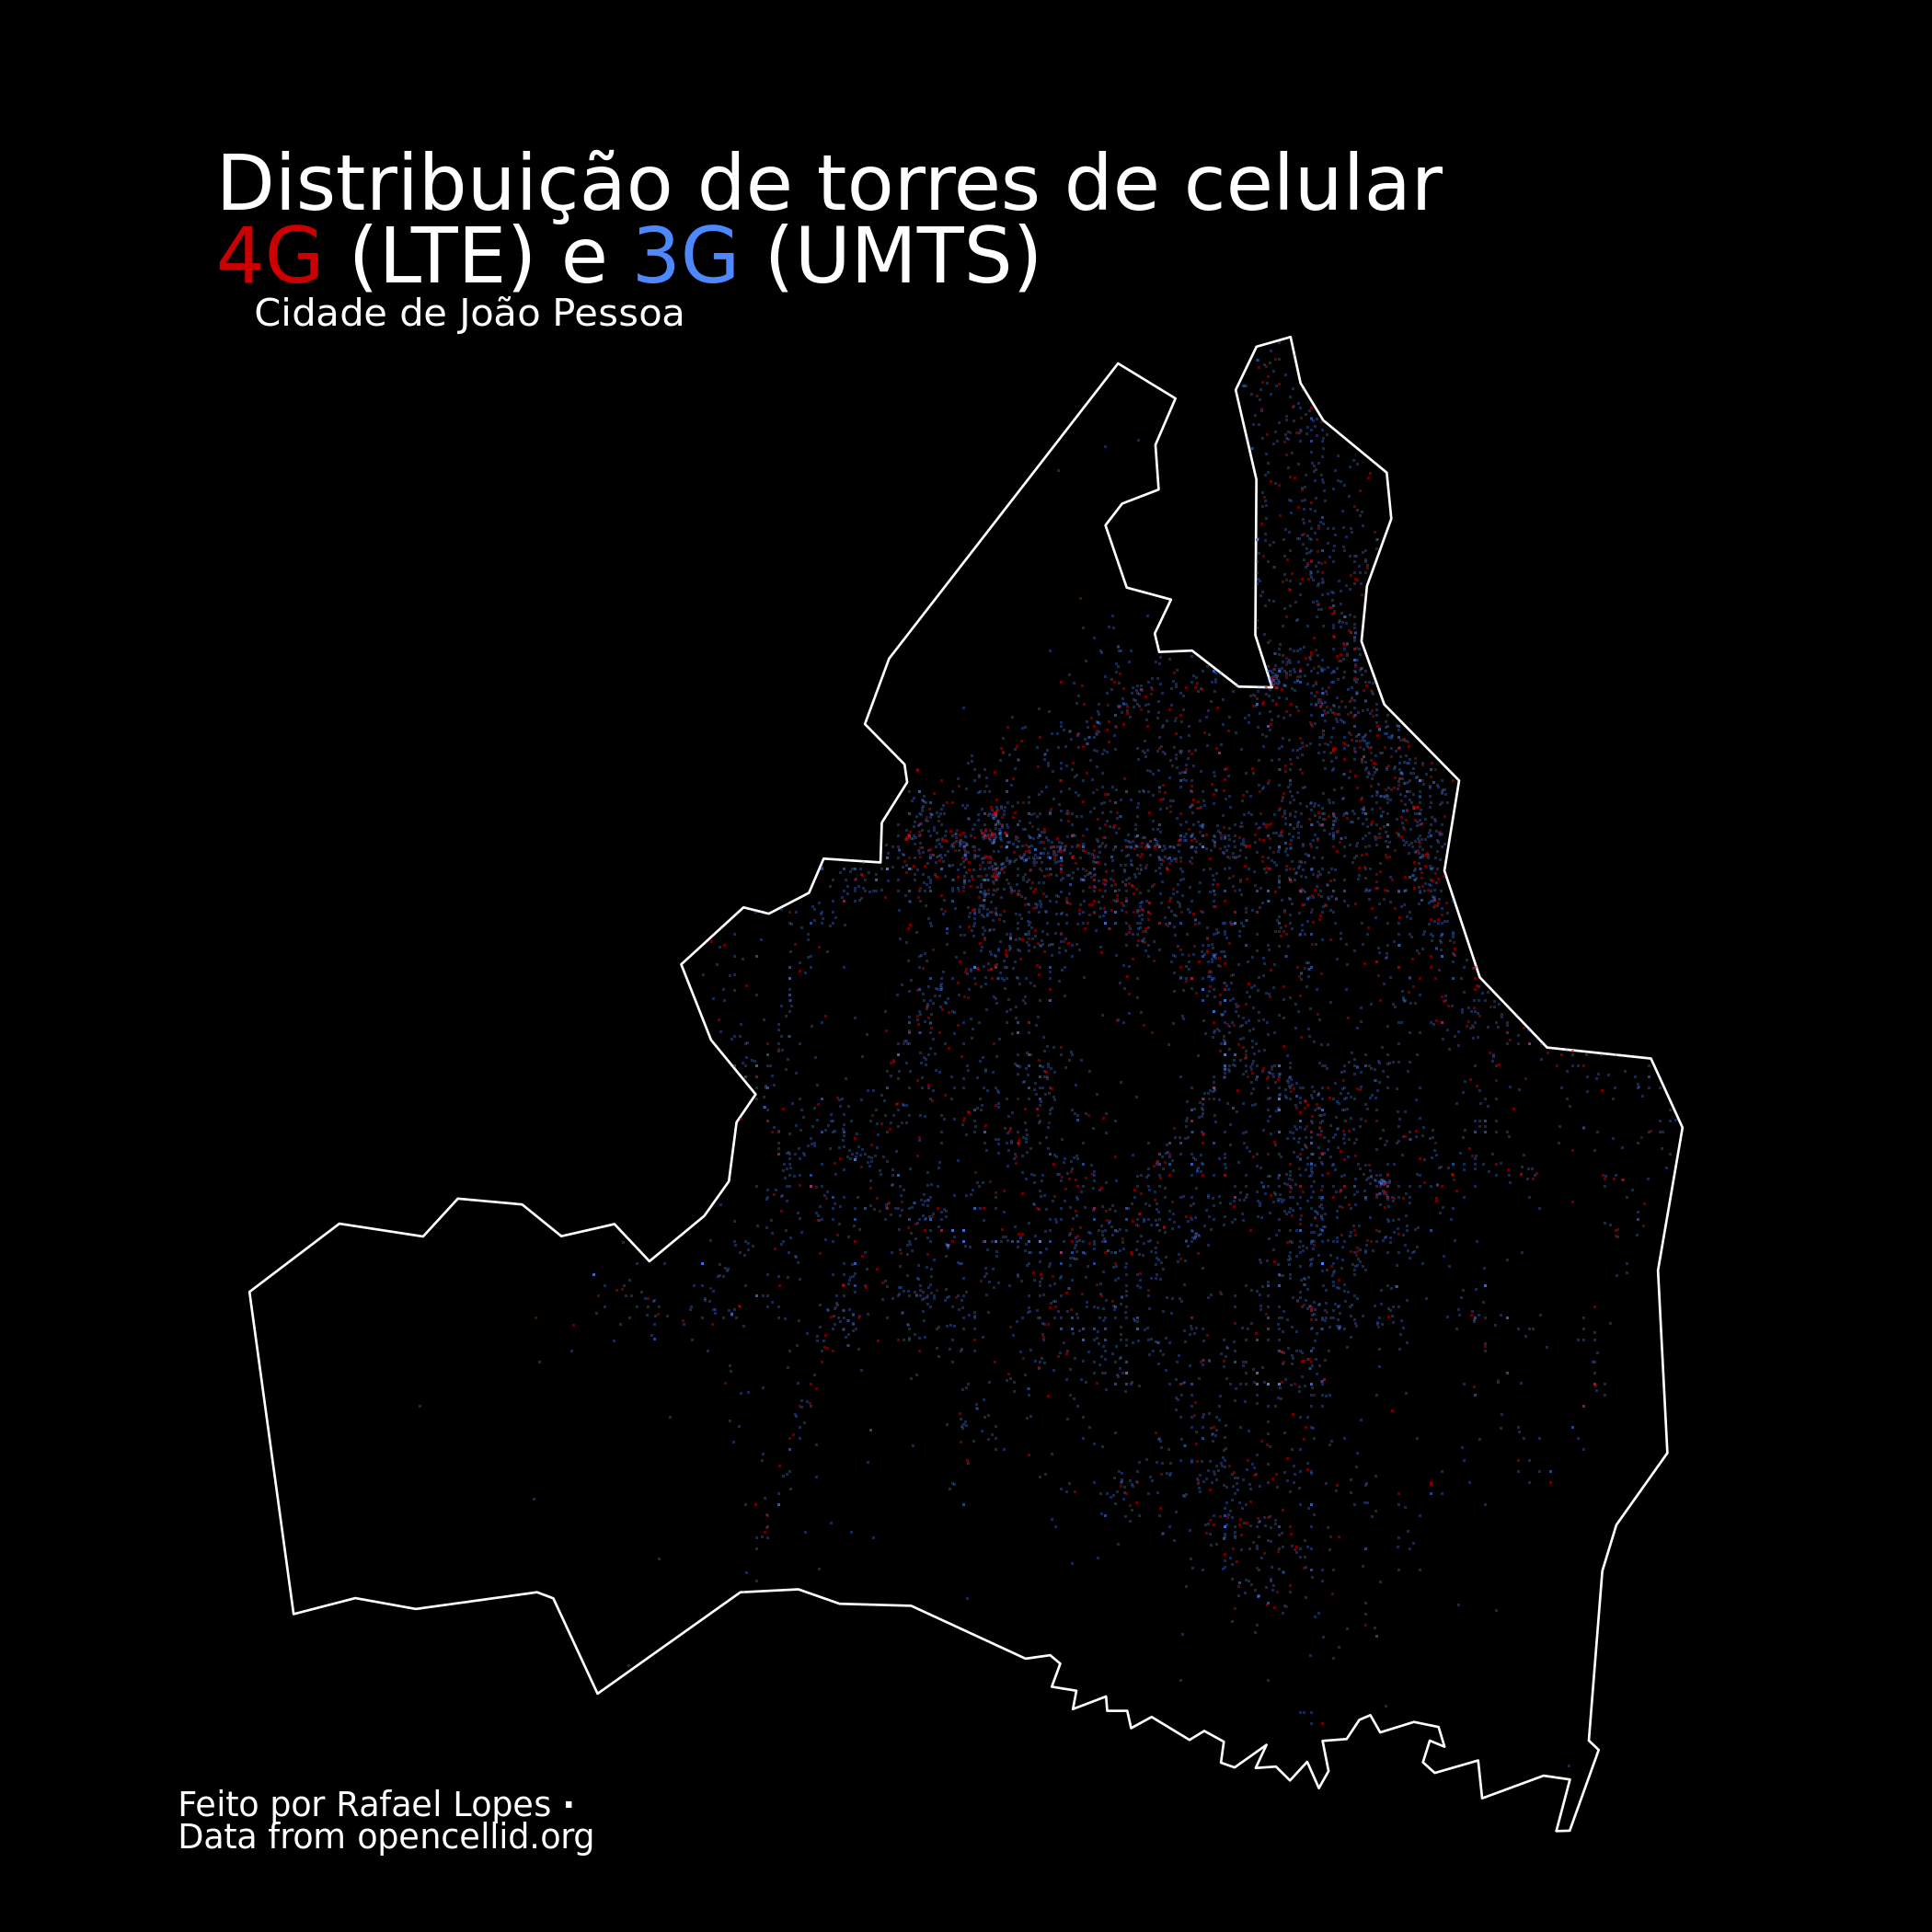 Distribuição de torres de celular
4G (LTE) e 3G (UMTS)
Cidade de João Pessoa
Feito por Rafael Lopes ·
Data from opencellid.org